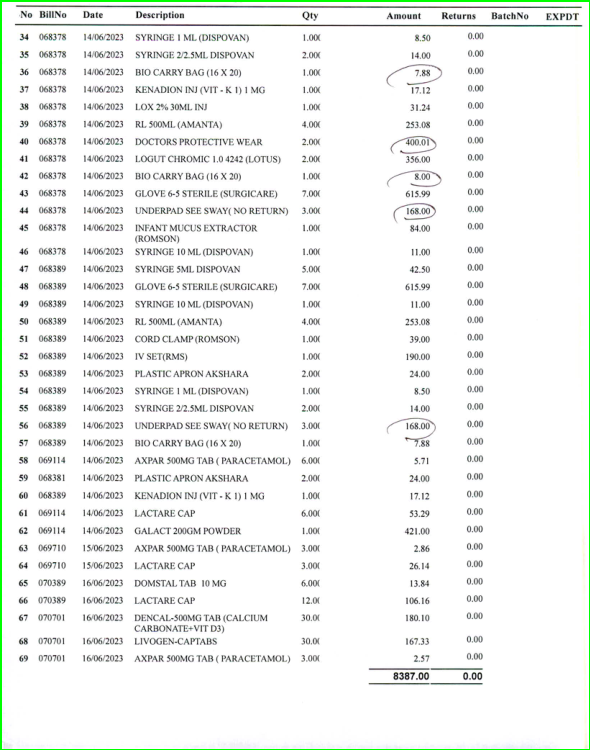 No BillNo Date Description Qty Amount Returns BatchNo EXPDT
34 068378 14/06/2023 SYRINGE 1 ML (DISPOVAN) 1.00( 8.50 0.00
35 068378 14/06/2023 SYRINGE 2/2.5ML DISPOVAN 2.00( 14.00 0.00
36 068378 14/06/2023 BIO CARRY BAG (16 X 20) 1.00( 7.88 0.00
37 068378 14/06/2023 KENADION INJ (VIT - K 1) 1 MG 1.00( 17.12 0.00
38 068378 14/06/2023 LOX 2% 30ML INJ 1.00( 31.24 0.00
39 068378 14/06/2023 RL 500ML (AMANTA) 4.00( 253.08 0.00
40 068378 14/06/2023 DOCTORS PROTECTIVE WEAR 2.00( 400.01 0.00
41 068378 14/06/2023 LOGUT CHROMIC 1.0 4242 (LOTUS) 2.00( 356.00 0.00
42 068378 14/06/2023 BIO CARRY BAG (16 X 20) 1.00( 8.00 0.00
43 068378 14/06/2023 GLOVE 6-5 STERILE (SURGICARE) 7.00( 615.99 0.00
44 068378 14/06/2023 UNDERPAD SEE SWAY( NO RETURN) 3.00( 168.00 0.00
45 068378 14/06/2023 INFANT MUCUS EXTRACTOR 1.00( 84.00 0.00
(ROMSON)
46 068378 14/06/2023 SYRINGE 10 ML (DISPOVAN) 1.00( 11.00 0.00
47 068389 14/06/2023 SYRINGE 5ML DISPOVAN 5.00( 42.50 0.00
48 068389 14/06/2023 GLOVE 6-5 STERILE (SURGICARE) 7.00( 615.99 0.00
49 068389 14/06/2023 SYRINGE 10 ML (DISPOVAN) 1.00( 11.00 0.00
50 068389 14/06/2023 RL 500ML (AMANTA) 4.00( 253.08 0.00
51 068389 14/06/2023 CORD CLAMP (ROMSON) 1.00( 39.00 0.00
52 068389 14/06/2023 IV SET(RMS) 1.00( 190.00 0.00
53 068389 14/06/2023 PLASTIC APRON AKSHARA 2.00( 24.00 0.00
54 068389 14/06/2023 SYRINGE 1 ML (DISPOVAN) 1.00( 8.50 0.00
55 068389 14/06/2023 SYRINGE 2/2.5ML DISPOVAN 2.00( 14.00 0.00
56 068389 14/06/2023 UNDERPAD SEE SWAY( NO RETURN) 3.00( 168.00 0.00
57 068389 14/06/2023 BIO CARRY BAG (16 X 20) 1.00( 7.88 0.00
58 069114 14/06/2023 AXPAR 500MG TAB ( PARACETAMOL) 6.00( 5.71 0.00
59 068381 14/06/2023 PLASTIC APRON AKSHARA 2.00( 24.00 0.00
60 068389 14/06/2023 KENADION INJ (VIT - K 1) 1 MG 1.00( 17.12 0.00
61 069114 14/06/2023 LACTARE CAP 6.00( 53.29 0.00
62 069114 14/06/2023 GALACT 200GM POWDER 1.00( 421.00 0.00
63 069710 15/06/2023 AXPAR 500MG TAB ( PARACETAMOL) 3.00( 2.86 0.00
64 069710 15/06/2023 LACTARE CAP 3.00( 26.14 0.00
65 070389 16/06/2023 DOMSTAL TAB 10 MG 6.00( 13.84 0.00
66 070389 16/06/2023 LACTARE CAP 12.0( 106.16 0.00
67 070701 16/06/2023 DENCAL-500MG TAB (CALCIUM 30.0( 180.10 0.00
CARBONATE+VIT D3)
68 070701 16/06/2023 LIVOGEN-CAPTABS 30.0( 167.33 0.00
69 070701 16/06/2023 AXPAR 500MG TAB ( PARACETAMOL) 3.00( 2.57 0.00
8387.00 0.00